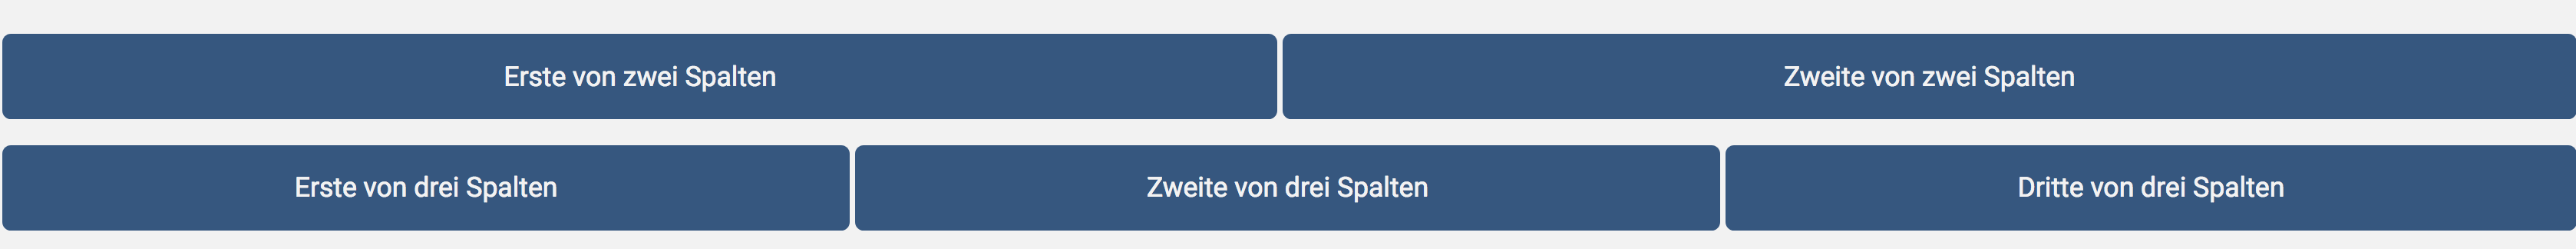 Erste von zwei Spalten
Zweite von zwei Spalten
Erste von drei Spalten
Zweite von drei Spalten
Dritte von drei Spalten